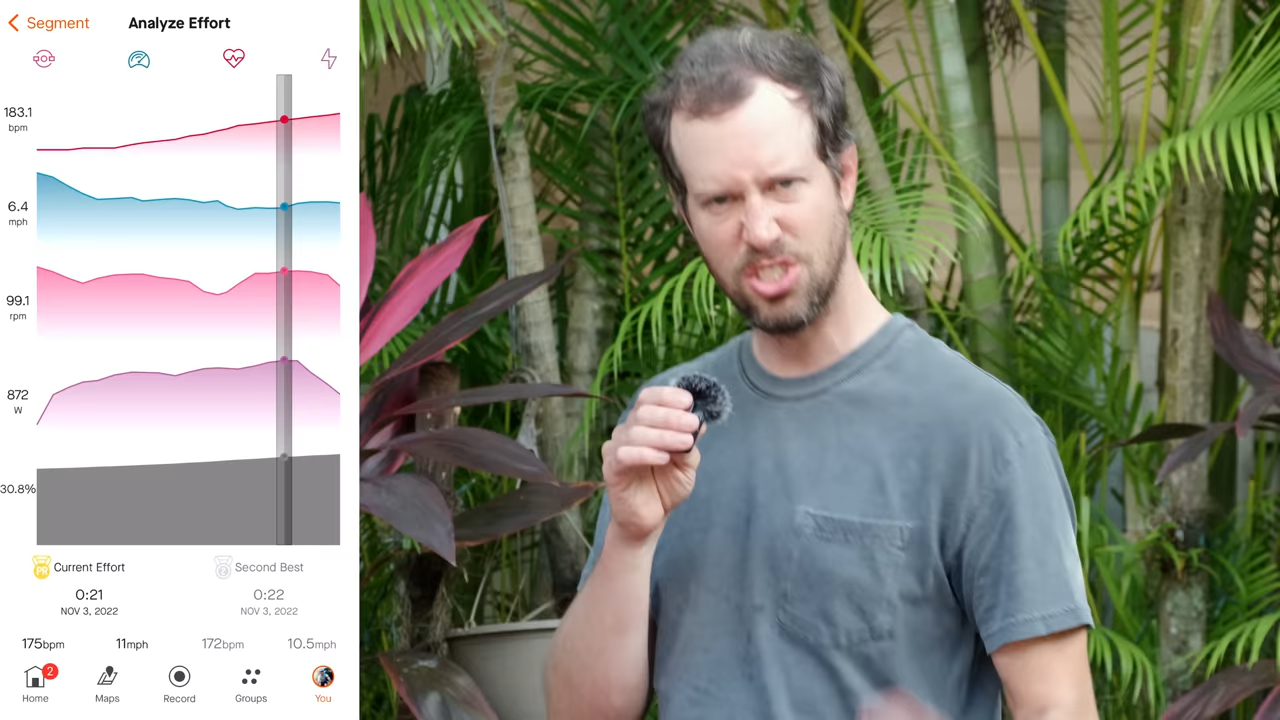 Segment
Analyze Effort
183.1
bpm
6.4
mph
99.1
rpm
872
W
30.8%
PR
Current Effort
2
Second Best
0:21
0:22
NOV 3, 2022
NOV 3, 2022
175bpm
11mph
172bpm
10.5mph
2
Home
Maps
Record
Groups
You